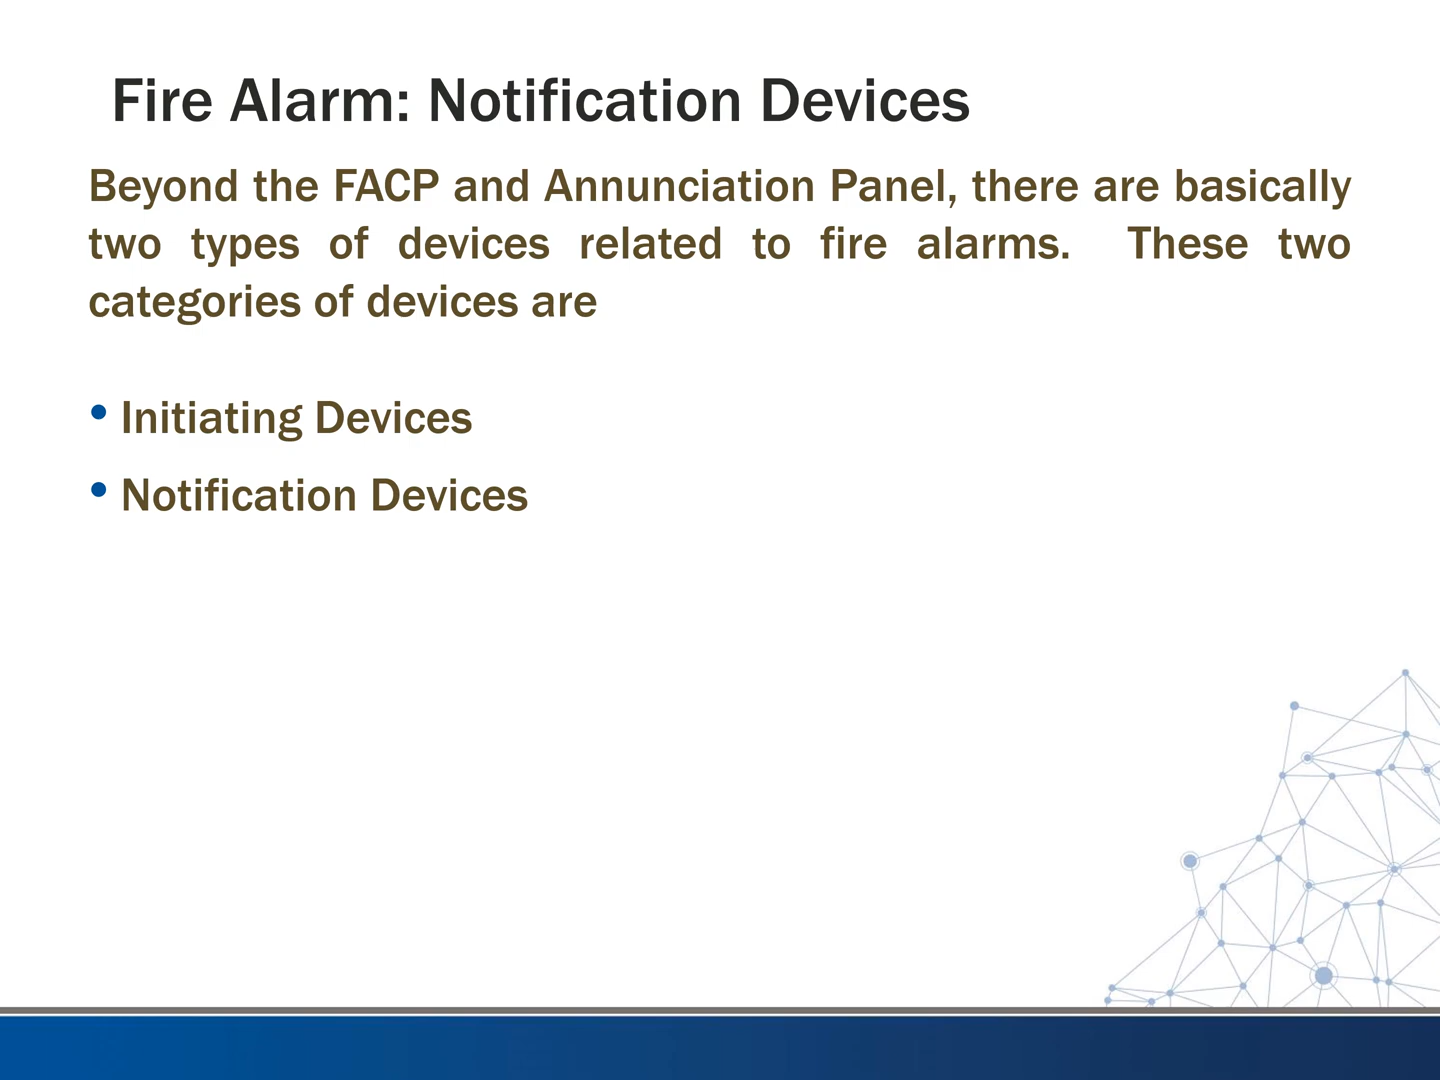 Fire Alarm: Notification Devices
Beyond the FACP and Annunciation Panel, there are basically
two types of devices related to fire alarms.  These two
categories of devices are
• Initiating Devices
• Notification Devices